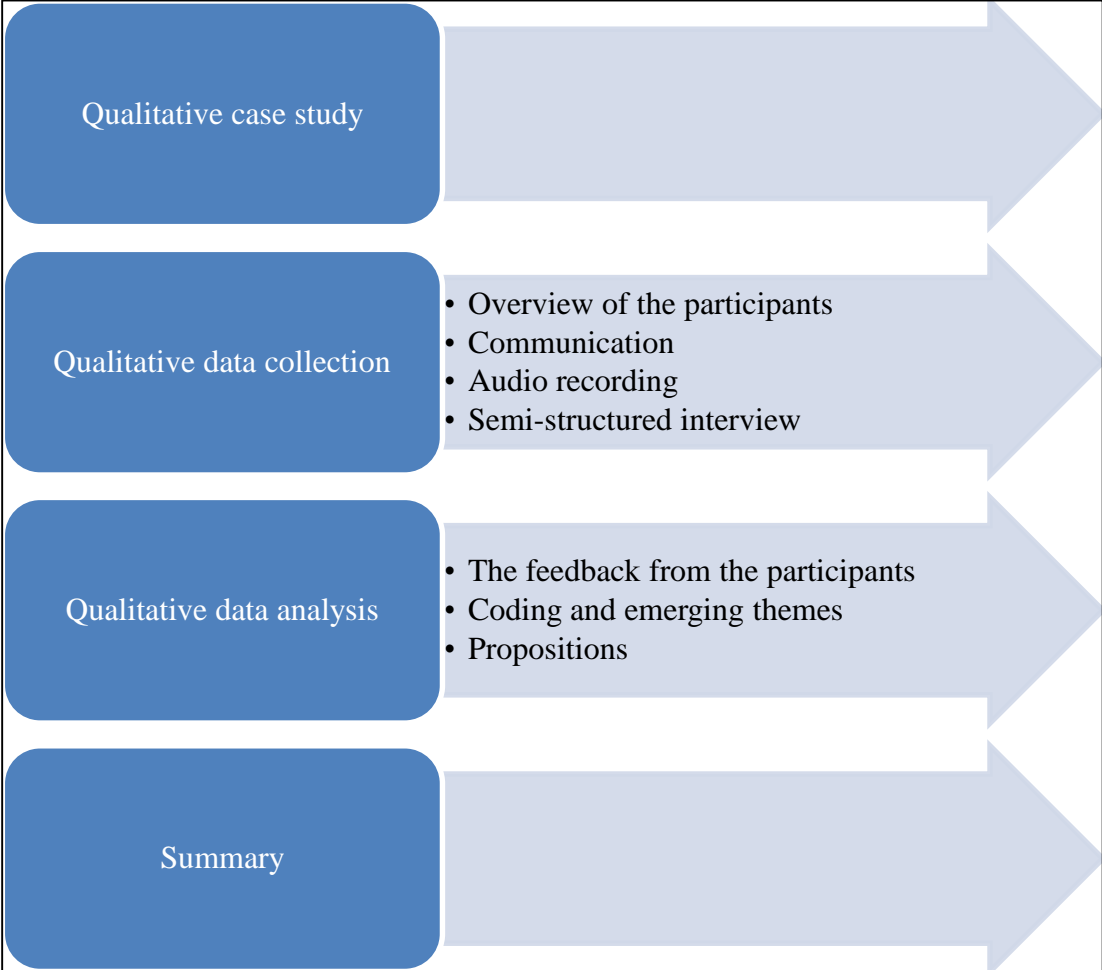 Qualitative case study
Qualitative data collection
• Overview of the participants
• Communication
• Audio recording
• Semi-structured interview
Qualitative data analysis
• The feedback from the participants
• Coding and emerging themes
• Propositions
Summary